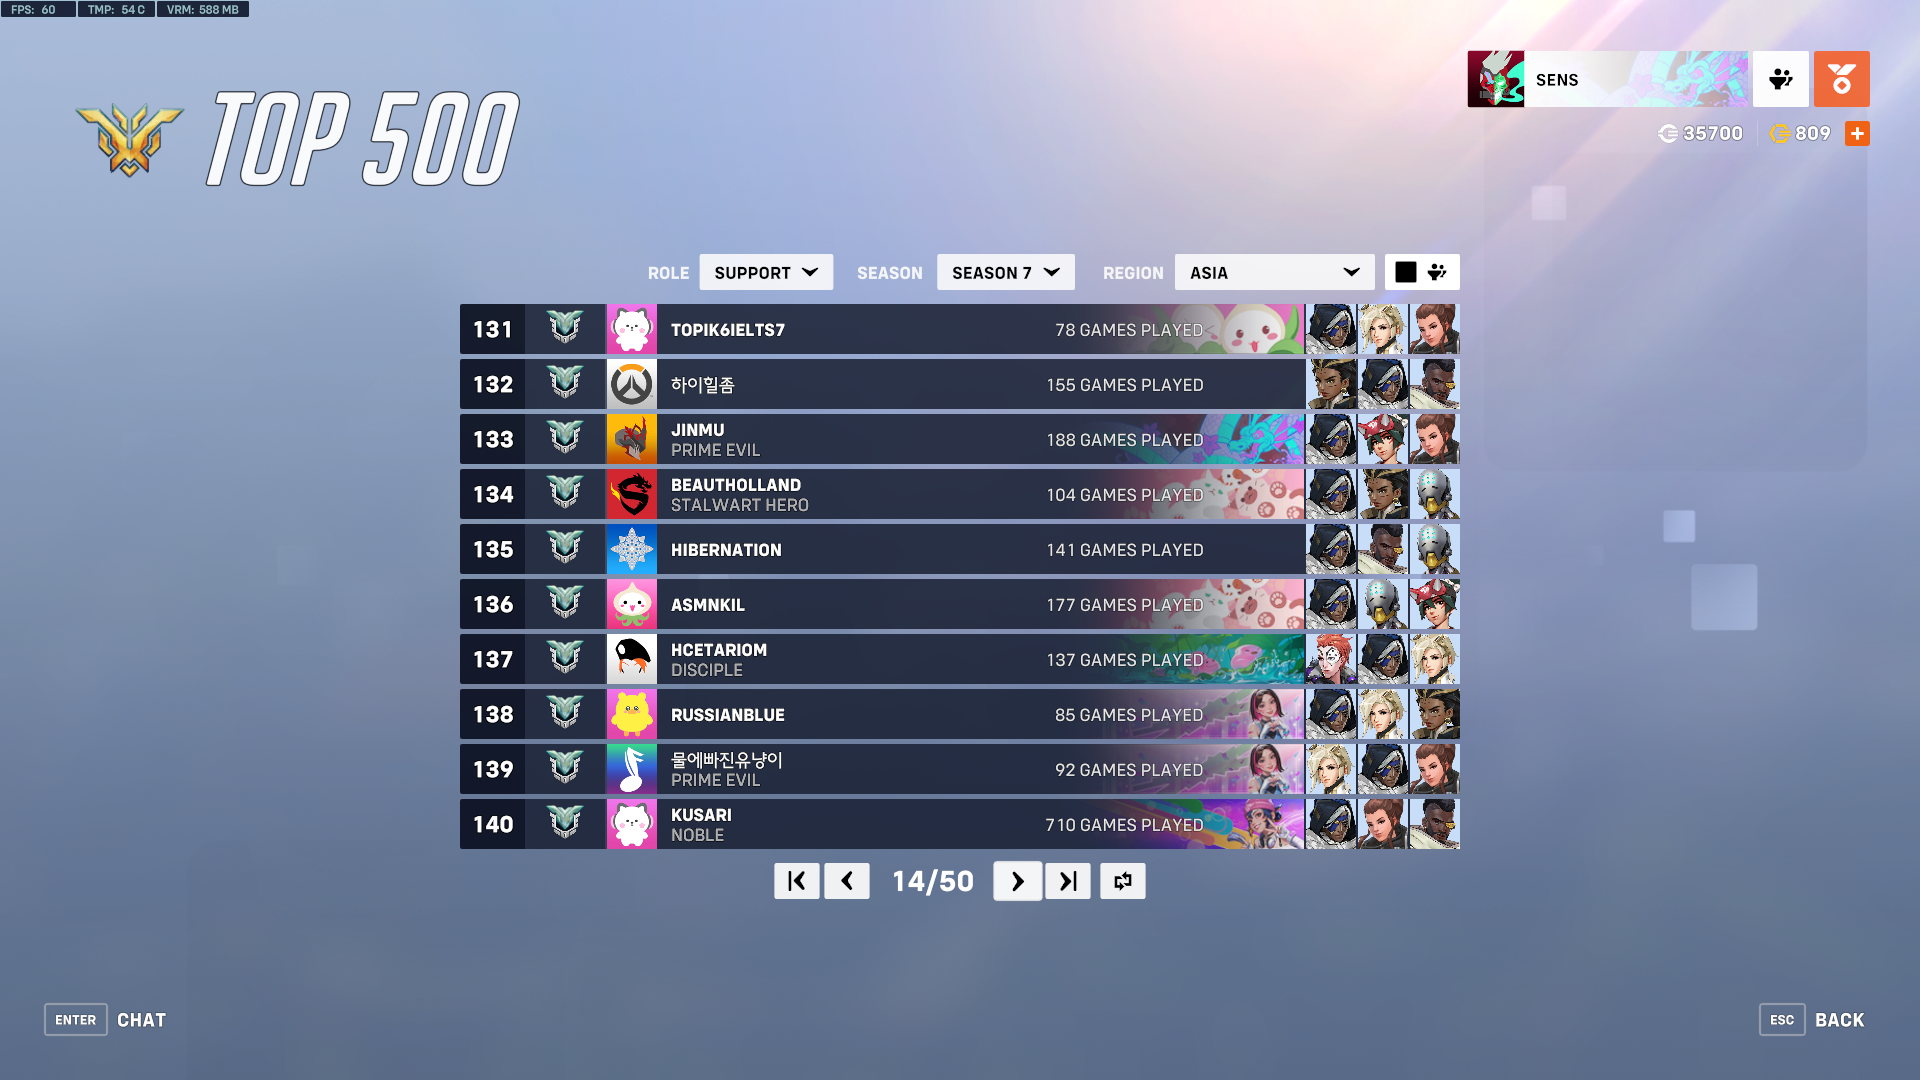 FPS: 60 TMP: 54 C VRM: 588 MB
SENS
35700 809
TOP 500
ROLE SUPPORT SEASON SEASON 7 REGION ASIA
131 TOPIK6IELTS7 78 GAMES PLAYED
132 하이힐좀 155 GAMES PLAYED
133 JINMU 188 GAMES PLAYED
PRIME EVIL
134 BEAUTHOLLAND 104 GAMES PLAYED
STALWART HERO
135 HIBERNATION 141 GAMES PLAYED
136 ASMNKIL 177 GAMES PLAYED
137 HCETARIOM 137 GAMES PLAYED
DISCIPLE
138 RUSSIANBLUE 85 GAMES PLAYED
139 물에빠진유냥이 92 GAMES PLAYED
PRIME EVIL
140 KUSARI 710 GAMES PLAYED
NOBLE
14/50
ENTER CHAT
ESC BACK